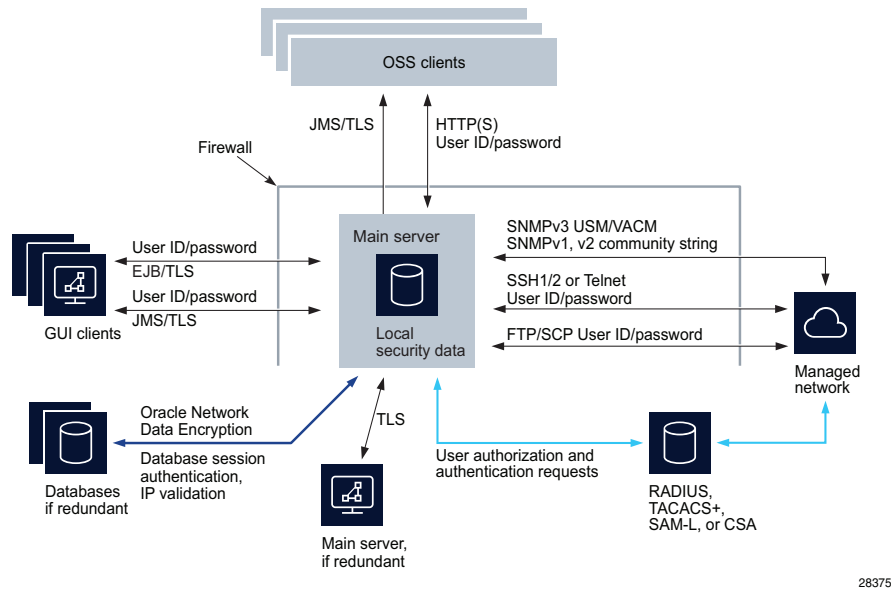 OSS clients
JMS/TLS
HTTP(S)
User ID/password
Firewall
Main server
Local
security data
SNMPv3 USM/VACM
SNMPv1, v2 community string
SSH1/2 or Telnet
User ID/password
FTP/SCP User ID/password
Managed
network
User ID/password
EJB/TLS
User ID/password
JMS/TLS
GUI clients
Oracle Network
Data Encryption
Database session
authentication,
IP validation
Databases
if redundant
TLS
Main server,
if redundant
User authorization and
authentication requests
RADIUS,
TACACS+,
SAM-L, or CSA
28375